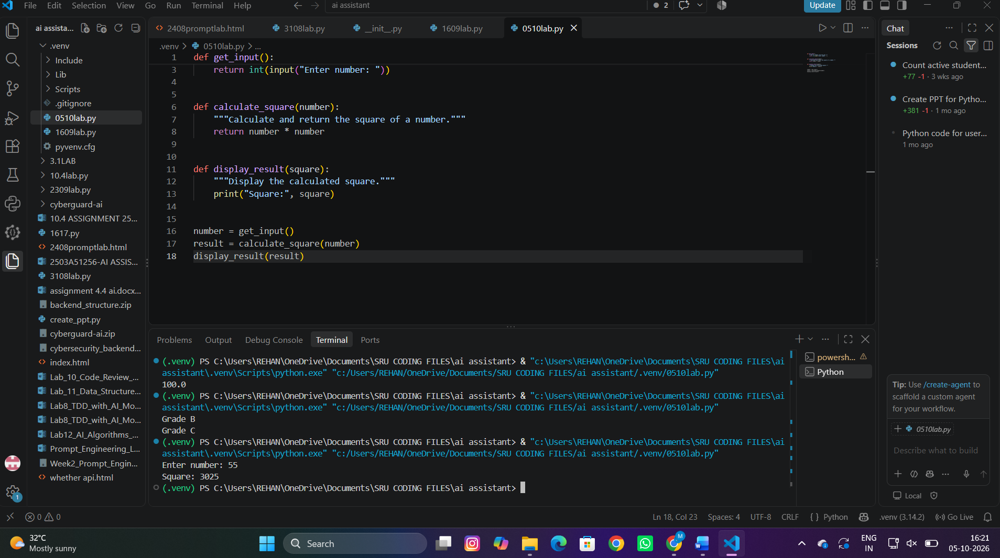 File Edit Selection View Go Run Terminal Help
ai assistant
2
Update
ai assista...
.venv
Include
Lib
Scripts
.gitignore
0510lab.py
1609lab.py
pyvenv.cfg
3.1LAB
10.4lab.py
2309lab.py
cyberguard-ai
10.4 ASSIGNMENT 25...
1617.py
2408promptlab.html
2503A51256-AI ASSIS...
3108lab.py
assignment 4.4 ai.docx...
backend_structure.zip
create_ppt.py
cyberguard-ai.zip
cybersecurity_backend...
index.html
Lab_10_Code_Review_...
Lab_11_Data_Structure...
Lab8_TDD_with_AI_Mo...
Lab8_TDD_with_AI_Mo...
Lab12_AI_Algorithms_...
Prompt_Engineering_L...
Week2_Prompt_Engin...
whether api.html
1
2408promptlab.html 3108lab.py __init__.py 1609lab.py 0510lab.py
.venv > 0510lab.py > ...
1 def get_input():
3 return int(input("Enter number: "))
4
5
6 def calculate_square(number):
7 """Calculate and return the square of a number."""
8 return number * number
9
10
11 def display_result(square):
12 """Display the calculated square."""
13 print("Square:", square)
14
15
16 number = get_input()
17 result = calculate_square(number)
18 display_result(result)
Problems Output Debug Console Terminal Ports
(.venv) PS C:\Users\REHAN\OneDrive\Documents\SRU CODING FILES\ai assistant> & "c:\Users\REHAN\OneDrive\Documents\SRU CODING FILES\ai
assistant\.venv\Scripts\python.exe" "c:/Users/REHAN/OneDrive/Documents/SRU CODING FILES/ai assistant/.venv/0510lab.py"
100.0
(.venv) PS C:\Users\REHAN\OneDrive\Documents\SRU CODING FILES\ai assistant> & "c:\Users\REHAN\OneDrive\Documents\SRU CODING FILES\ai
assistant\.venv\Scripts\python.exe" "c:/Users/REHAN/OneDrive/Documents/SRU CODING FILES/ai assistant/.venv/0510lab.py"
Grade B
Grade C
(.venv) PS C:\Users\REHAN\OneDrive\Documents\SRU CODING FILES\ai assistant> & "c:\Users\REHAN\OneDrive\Documents\SRU CODING FILES\ai
assistant\.venv\Scripts\python.exe" "c:/Users/REHAN/OneDrive/Documents/SRU CODING FILES/ai assistant/.venv/0510lab.py"
Enter number: 55
Square: 3025
(.venv) PS C:\Users\REHAN\OneDrive\Documents\SRU CODING FILES\ai assistant>
powersh...
Python
Chat
Sessions
Count active student...
+77 -1 · 3 wks ago
Create PPT for Pytho...
+381 -1 · 1 mo ago
Python code for user...
1 mo ago
Tip: Use /create-agent to
scaffold a custom agent
for your workflow.
0510lab.py
Describe what to build
Local
0 0
Ln 18, Col 23 Spaces: 4 UTF-8 CRLF { } Python .venv (3.14.2) Go Live
32°C
Mostly sunny
Search
M
ENG
IN
16:21
05-10-2026